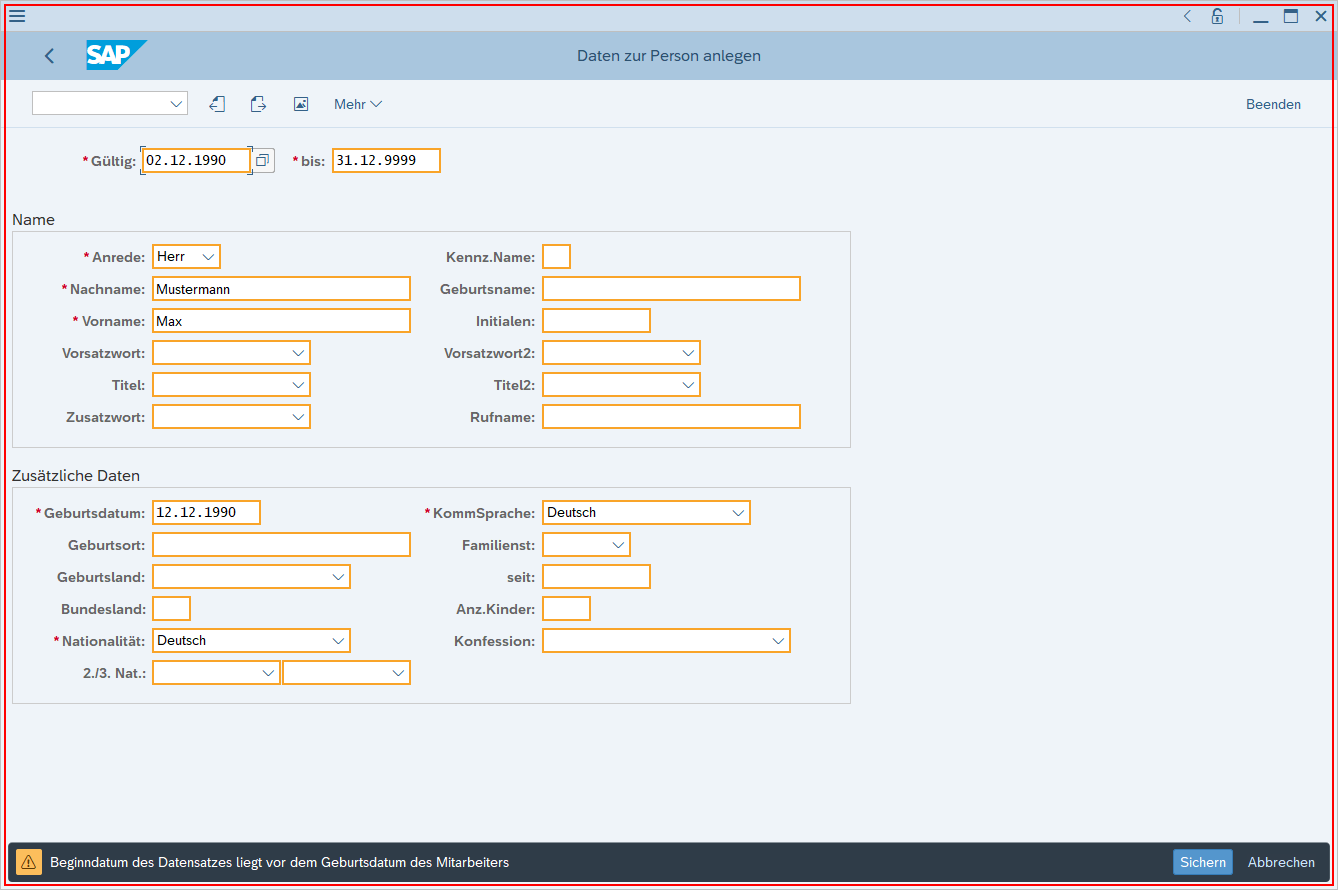 SAP
Daten zur Person anlegen
Mehr
Beenden
* Gültig: 02.12.1990 * bis: 31.12.9999
Name
* Anrede: Herr Kennz.Name:
* Nachname: Mustermann Geburtsname:
* Vorname: Max Initialen:
Vorsatzwort: Vorsatzwort2:
Titel: Titel2:
Zusatzwort: Rufname:
Zusätzliche Daten
* Geburtsdatum: 12.12.1990 * KommSprache: Deutsch
Geburtsort: Familienst:
Geburtsland: seit:
Bundesland: Anz.Kinder:
* Nationalität: Deutsch Konfession:
2./3. Nat.:
Beginndatum des Datensatzes liegt vor dem Geburtsdatum des Mitarbeiters Sichern Abbrechen